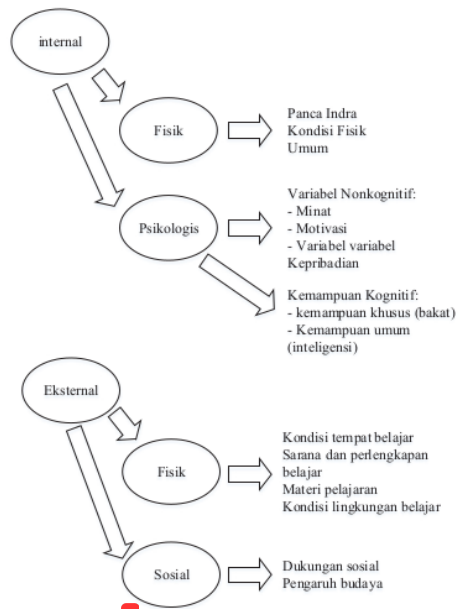 internal
Fisik
Panca Indra
Kondisi Fisik
Umum
Psikologis
Variabel Nonkognitif:
- Minat
- Motivasi
- Variabel variabel
Kepribadian
Kemampuan Kognitif:
- kemampuan khusus (bakat)
- Kemampuan umum
(inteligensi)
Eksternal
Fisik
Kondisi tempat belajar
Sarana dan perlengkapan
belajar
Materi pelajaran
Kondisi lingkungan belajar
Sosial
Dukungan sosial
Pengaruh budaya